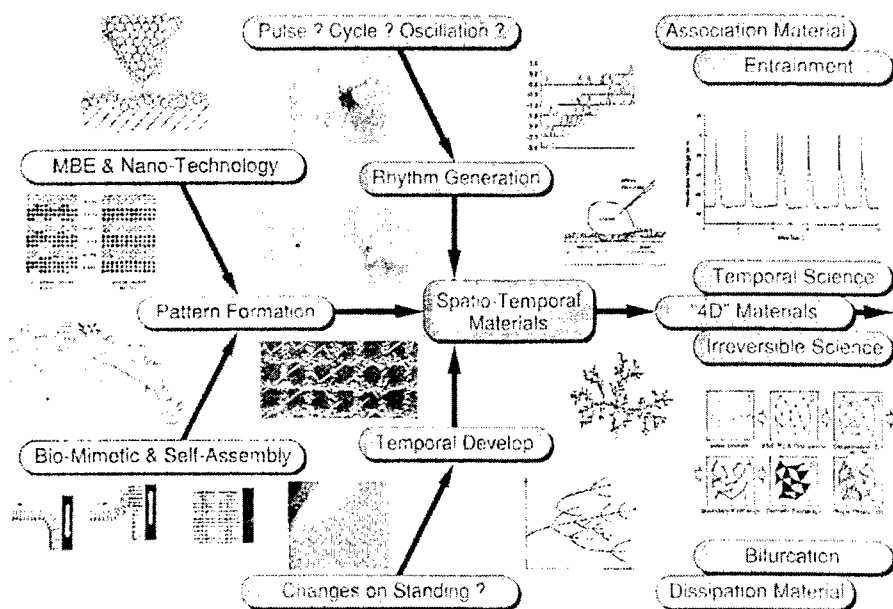 Pulse ? Cycle ? Oscillation ?
Association Material
Entrainment
MBE & Nano-Technology
Rhythm Generation
Pattern Formation
Spatio-Temporal
Materials
Temporal Science
"4D" Materials
Irreversible Science
Bio-Mimetic & Self-Assembly
Temporal Develop
Bifurcation
Changes on Standing ?
Dissipation Material